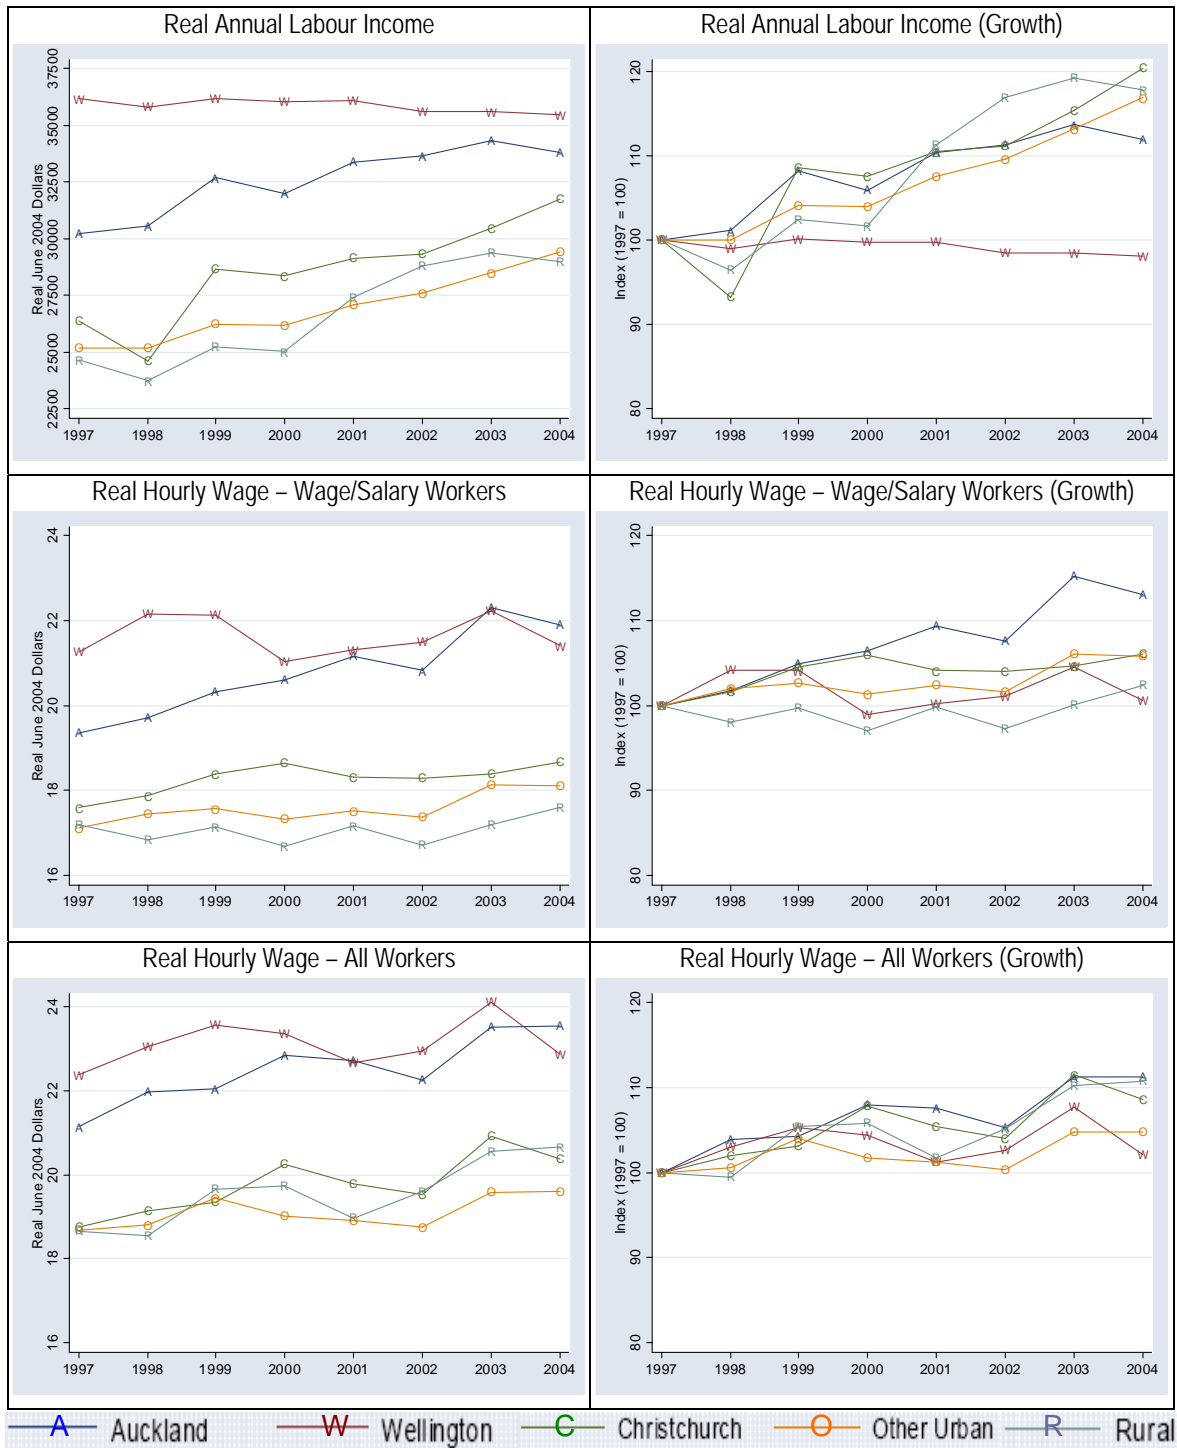 Real Annual Labour Income
Real June 2004 Dollars
37500
35000
32500
30000
27500
25000
22500
W W W W W W W W
A A A A A A A A
C C C C C C C C
O O O O O O O O
R R R R R R R R
1997 1998 1999 2000 2001 2002 2003 2004
Real Annual Labour Income (Growth)
Index (1997 = 100)
120
110
100
90
80
A A A A A A A A
W W W W W W W W
C C C C C C C C
O O O O O O O O
R R R R R R R R
1997 1998 1999 2000 2001 2002 2003 2004
Real Hourly Wage – Wage/Salary Workers
Real June 2004 Dollars
24
22
20
18
16
W W W W W W W W
A A A A A A A A
C C C C C C C C
O O O O O O O O
R R R R R R R R
1997 1998 1999 2000 2001 2002 2003 2004
Real Hourly Wage – Wage/Salary Workers (Growth)
Index (1997 = 100)
120
110
100
90
80
A A A A A A A A
W W W W W W W W
C C C C C C C C
O O O O O O O O
R R R R R R R R
1997 1998 1999 2000 2001 2002 2003 2004
Real Hourly Wage – All Workers
Real June 2004 Dollars
24
22
20
18
16
W W W W W W W W
A A A A A A A A
C C C C C C C C
O O O O O O O O
R R R R R R R R
1997 1998 1999 2000 2001 2002 2003 2004
Real Hourly Wage – All Workers (Growth)
Index (1997 = 100)
120
110
100
90
80
A A A A A A A A
W W W W W W W W
C C C C C C C C
O O O O O O O O
R R R R R R R R
1997 1998 1999 2000 2001 2002 2003 2004
A Auckland W Wellington C Christchurch O Other Urban R Rural